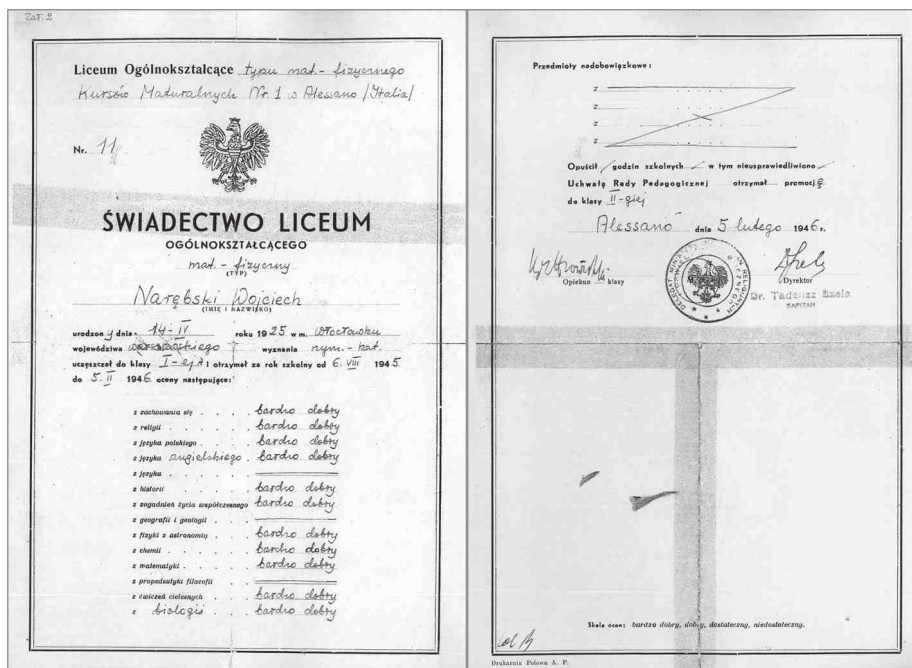 Zał. 2
Liceum Ogólnokształcące typu mat.- fizycznego
Kursów Maturalnych Nr. 1 w Alessano /Italia/
Nr. 11
ŚWIADECTWO LICEUM
OGÓLNOKSZTAŁCĄCEGO
mat.- fizyczny
(TYP)
Narębski Wojciech
(IMIĘ I NAZWISKO)
urodzony dnia 14-IV roku 1925 w m. Włocławku
województwa warszawskiego wyznania rzym.-kat.
uczęszczał do klasy I-ej A i otrzymał za rok szkolny od 6. VIII 1945
do 5. II 1946 oceny następujące:
z zachowania się . . . . bardzo dobry
z religii . . . . . bardzo dobry
z języka polskiego . . . . bardzo dobry
z języka angielskiego . bardzo dobry
z języka . . . . .
z historii . . . . . bardzo dobry
z zagadnień życia współczesnego bardzo dobry
z geografii i geologii . . .
z fizyki z astronomią . . . bardzo dobry
z chemii . . . . . bardzo dobry
z matematyki . . . . . bardzo dobry
z propedeutyki filozofii . . .
z ćwiczeń cielesnych . . . bardzo dobry
z biologii . . . bardzo dobry
Przedmioty nadobowiązkowe:
z
z
z
z
Opuścił / godzin szkolnych / w tym nieusprawiedliwiono /
Uchwałą Rady Pedagogicznej otrzymał promocję
do klasy II-giej
Alessano dnia 5 lutego 1946 r.
Opiekun klasy
Dyrektor
Dr. Tadeusz Szela
KAPITAN
Skala ocen: bardzo dobry, dobry, dostateczny, niedostateczny.
Drukarnia Polowa A. P.